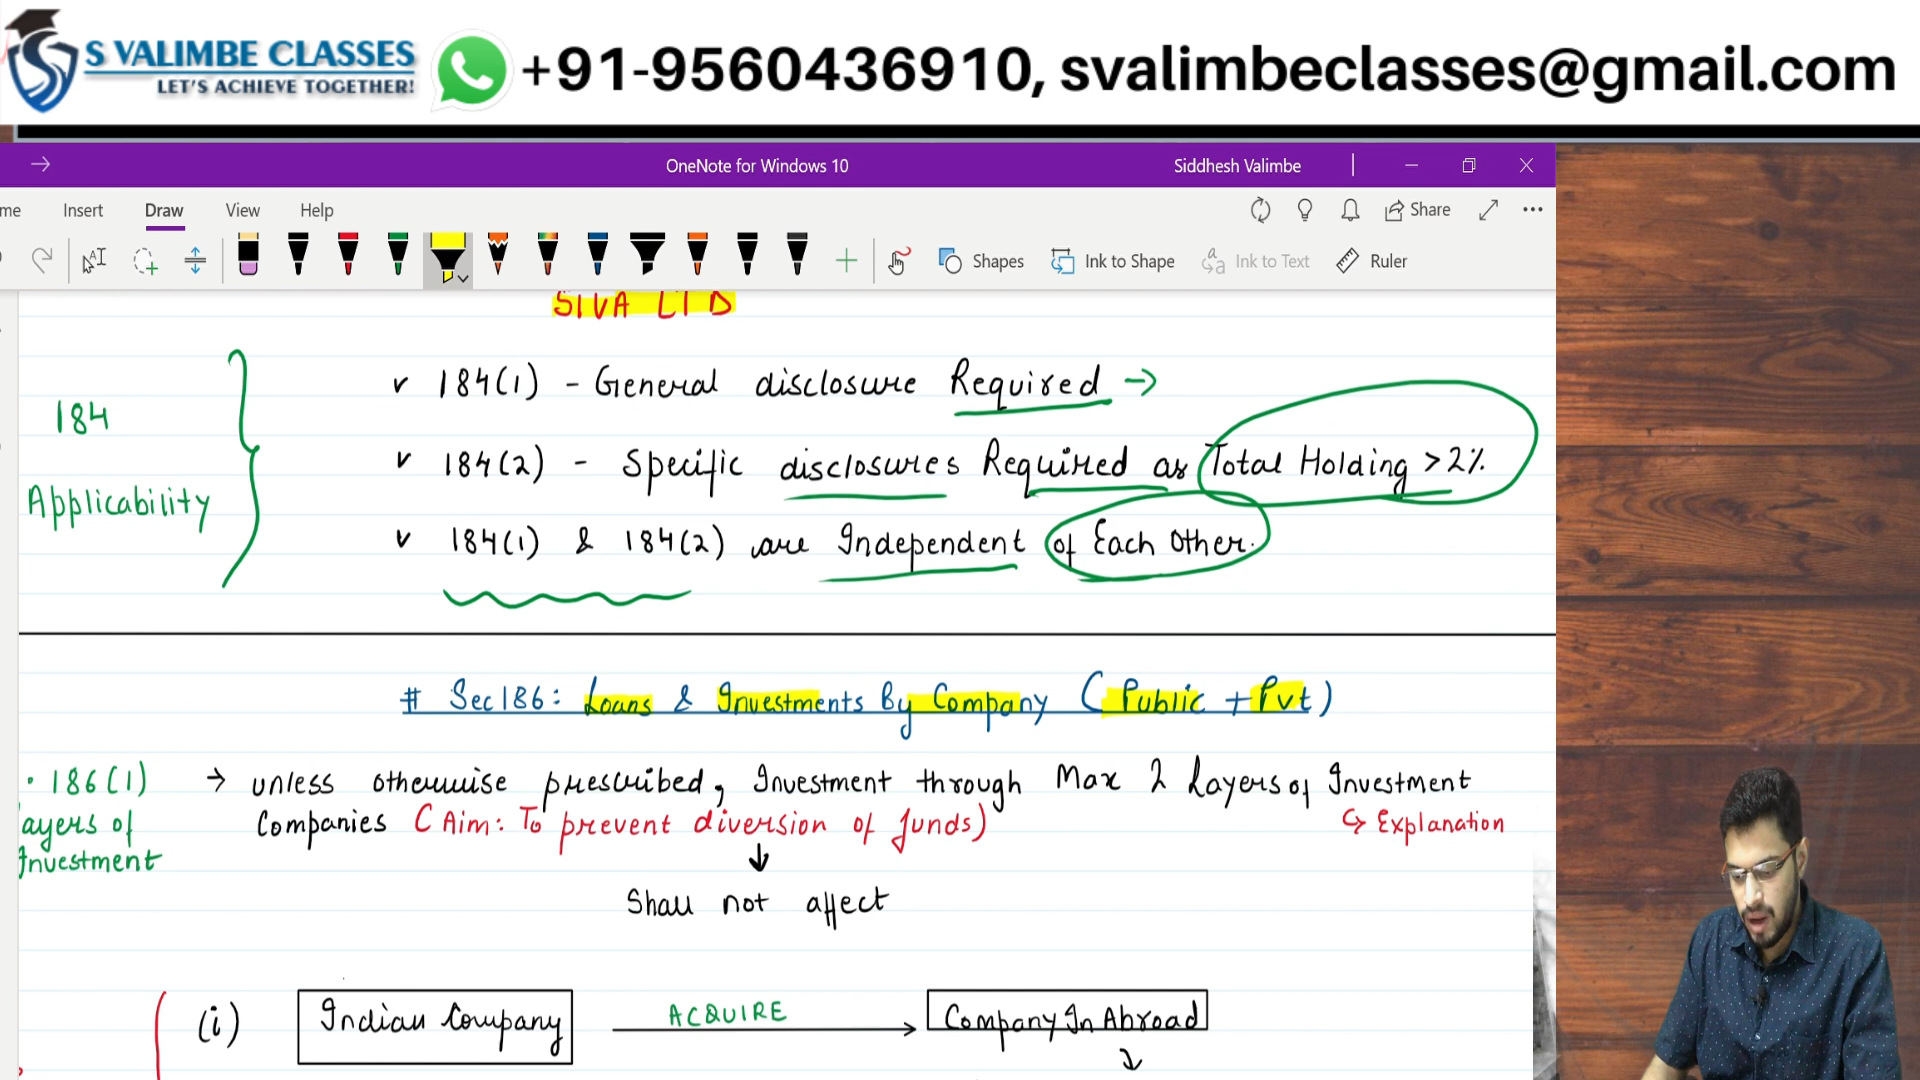 S VALIMBE CLASSES
LET'S ACHIEVE TOGETHER!
+91-9560436910, svalimbeclasses@gmail.com
OneNote for Windows 10
Siddhesh Valimbe
me Insert Draw View Help
Share
Shapes Ink to Shape Ink to Text Ruler
SIVA LTD
184 Applicability
184(1) - General disclosure Required →
184(2) - Specific disclosures Required as Total Holding >2%
184(1) & 184(2) are Independent of Each Other.
# Sec 186: Loans & Investments By Company (Public + Pvt)
• 186(1) → unless otherwise prescribed, Investment through Max 2 Layers of Investment
ayers of Companies (Aim: To prevent diversion of funds) Explanation
Investment
↓
Shall not affect
(i) Indian Company ACQUIRE Company In Abroad